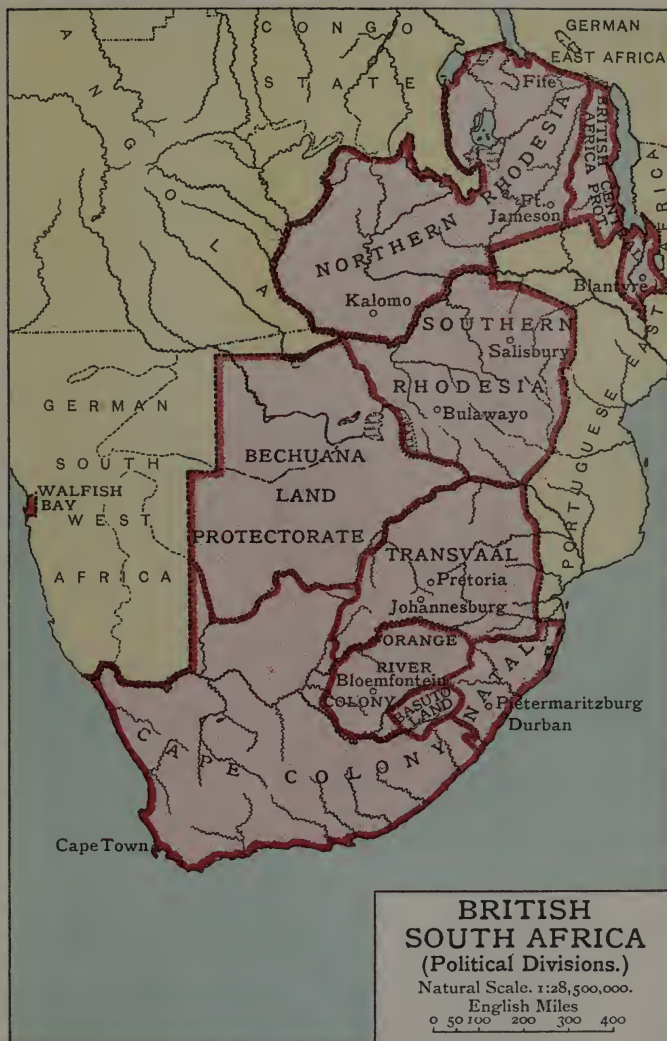 CONGO
STATE
GERMAN
EAST AFRICA
ANGOLA
Fife
NORTHERN RHODESIA
BRITISH CENT
AFRICA PROT
Ft.
Jameson
Blantyre
Kalomo
SOUTHERN
Salisbury
RHODESIA
Bulawayo
PORTUGUESE EAST AFRICA
GERMAN
SOUTH
WEST
AFRICA
WALFISH
BAY
BECHUANA
LAND
PROTECTORATE
TRANSVAAL
Pretoria
Johannesburg
ORANGE
RIVER
Bloemfontein
COLONY
BASUTO
LAND
NATAL
Pietermaritzburg
Durban
CAPE COLONY
Cape Town
BRITISH
SOUTH AFRICA
(Political Divisions.)
Natural Scale. 1:28,500,000.
English Miles
0 50 100 200 300 400